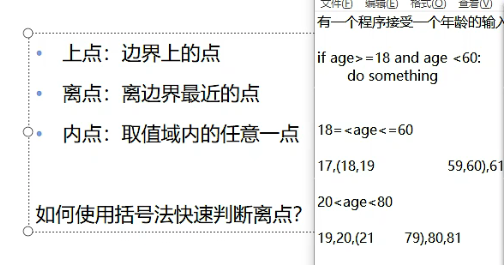 上点：边界上的点
离点：离边界最近的点
内点：取值域内的任意一点
如何使用括号法快速判断离点？
文件(F) 编辑(E) 格式(O) 查看(V)
有一个程序接受一个年龄的输入
if age>=18 and age <60:
do something
18=<age<=60
17,(18,19 59,60),61
20<age<80
19,20,(21 79),80,81